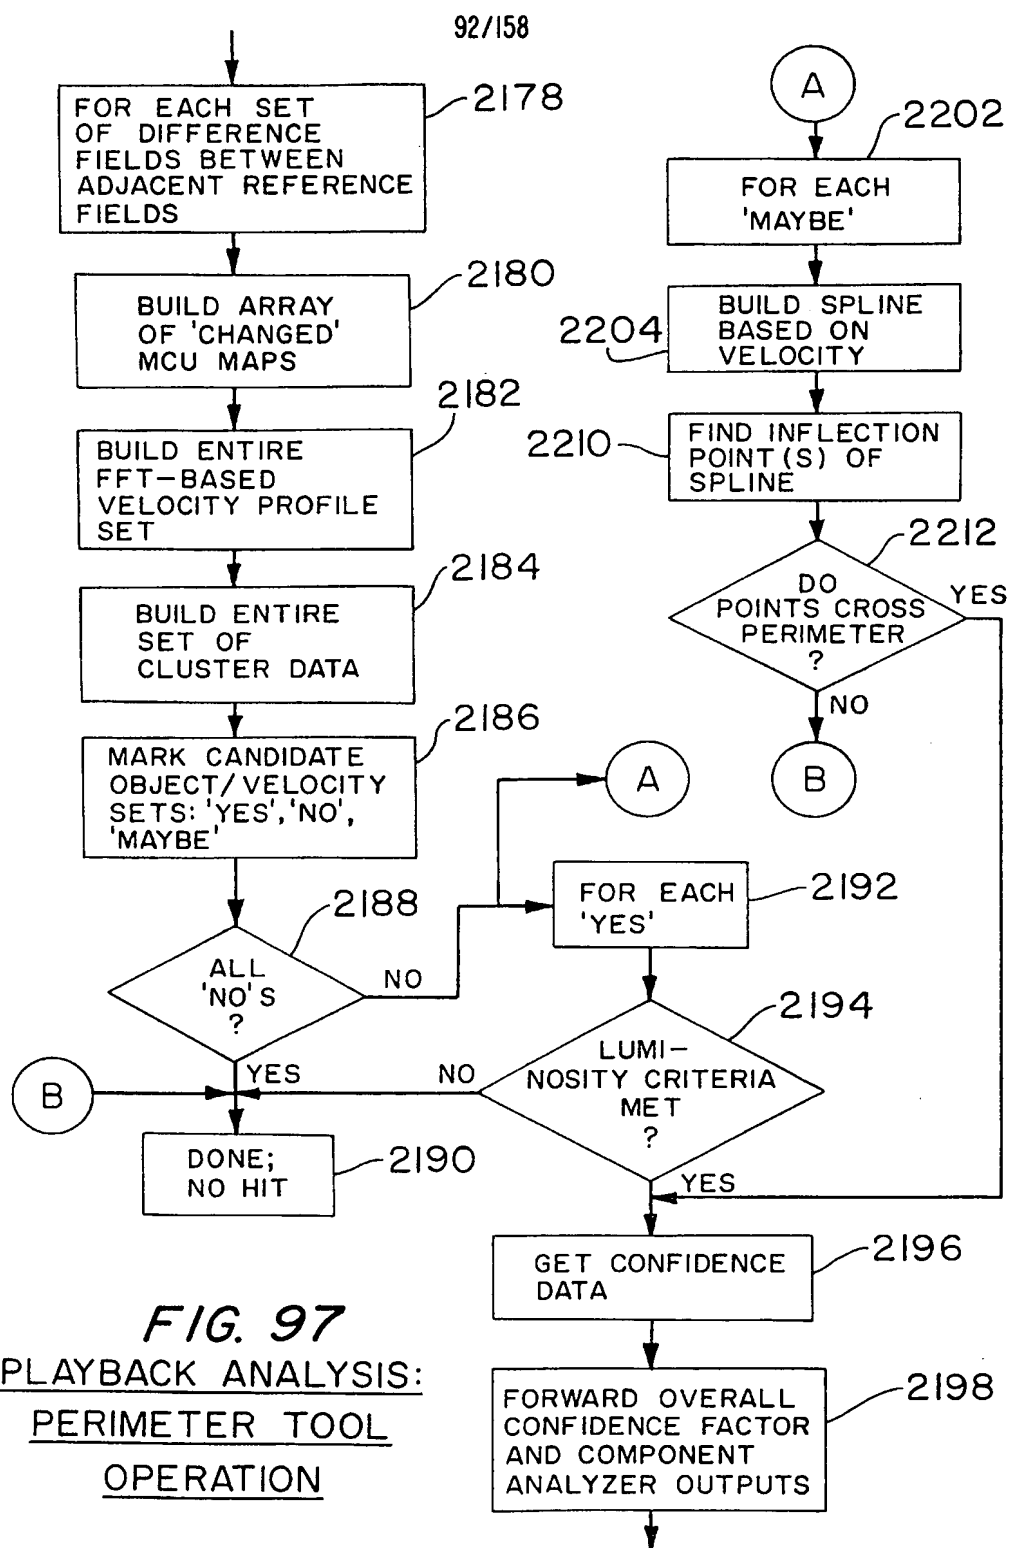 92/158
FOR EACH SET
OF DIFFERENCE
FIELDS BETWEEN
ADJACENT REFERENCE
FIELDS
2178
BUILD ARRAY
OF 'CHANGED'
MCU MAPS
2180
BUILD ENTIRE
FFT-BASED
VELOCITY PROFILE
SET
2182
BUILD ENTIRE
SET OF
CLUSTER DATA
2184
MARK CANDIDATE
OBJECT/VELOCITY
SETS: 'YES', 'NO',
'MAYBE'
2186
ALL
'NO'S
?
2188
NO
YES
B
DONE;
NO HIT
2190
A
FOR EACH
'YES'
2192
LUMI-
NOSITY CRITERIA
MET
?
2194
NO
YES
GET CONFIDENCE
DATA
2196
FORWARD OVERALL
CONFIDENCE FACTOR
AND COMPONENT
ANALYZER OUTPUTS
2198
A
FOR EACH
'MAYBE'
2202
BUILD SPLINE
BASED ON
VELOCITY
2204
FIND INFLECTION
POINT(S) OF
SPLINE
2210
DO
POINTS CROSS
PERIMETER
?
2212
YES
NO
B
FIG. 97
PLAYBACK ANALYSIS:
PERIMETER TOOL
OPERATION